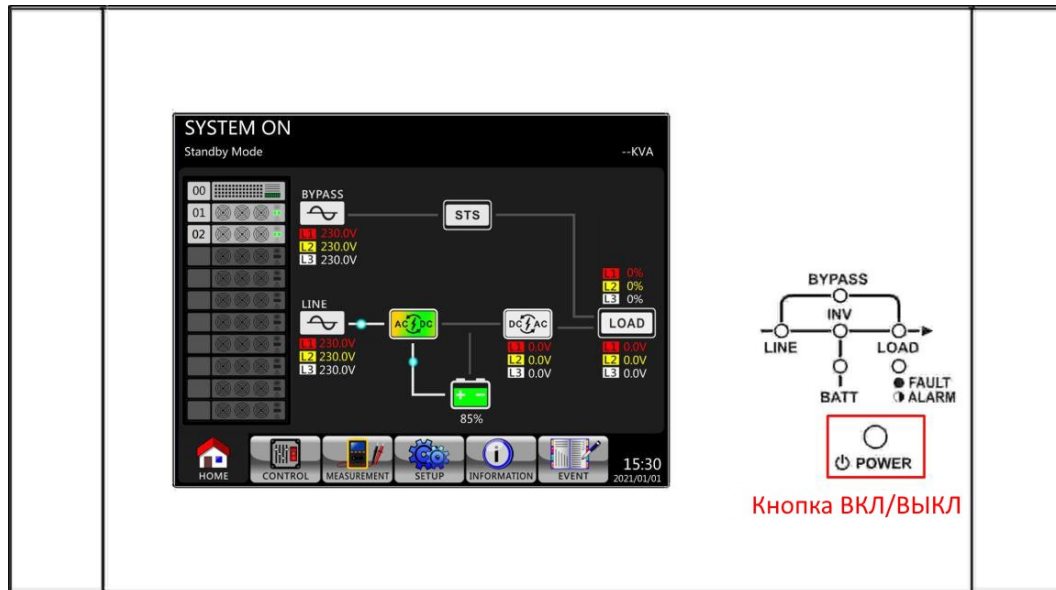 SYSTEM ON
Standby Mode
--KVA
00
01
02
BYPASS
L1 230.0V
L2 230.0V
L3 230.0V
STS
LINE
L1 230.0V
L2 230.0V
L3 230.0V
AC DC
85%
DC AC
L1 0.0V
L2 0.0V
L3 0.0V
L1 0%
L2 0%
L3 0%
LOAD
L1 0.0V
L2 0.0V
L3 0.0V
HOME
CONTROL
MEASUREMENT
SETUP
INFORMATION
EVENT
15:30
2021/01/01
BYPASS
INV
LINE
LOAD
BATT
FAULT
ALARM
POWER
Кнопка ВКЛ/ВЫКЛ